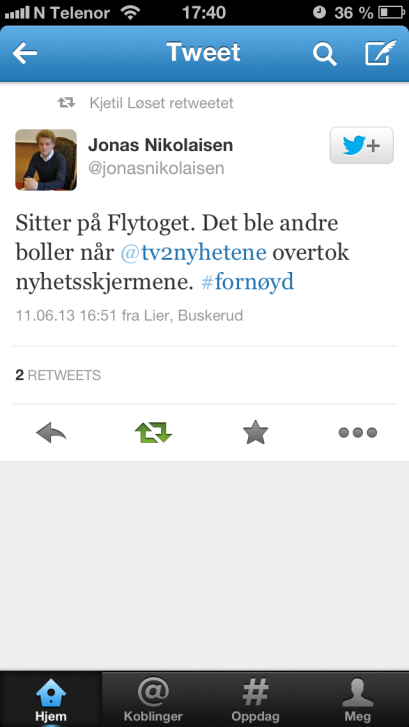 N Telenor 17:40 36 %
Tweet
Kjetil Løset retweetet
Jonas Nikolaisen
@jonasnikolaisen
Sitter på Flytoget. Det ble andre
boller når @tv2nyhetene overtok
nyhetsskjermene. #fornøyd
11.06.13 16:51 fra Lier, Buskerud
2 RETWEETS
Hjem
Koblinger
Oppdag
Meg